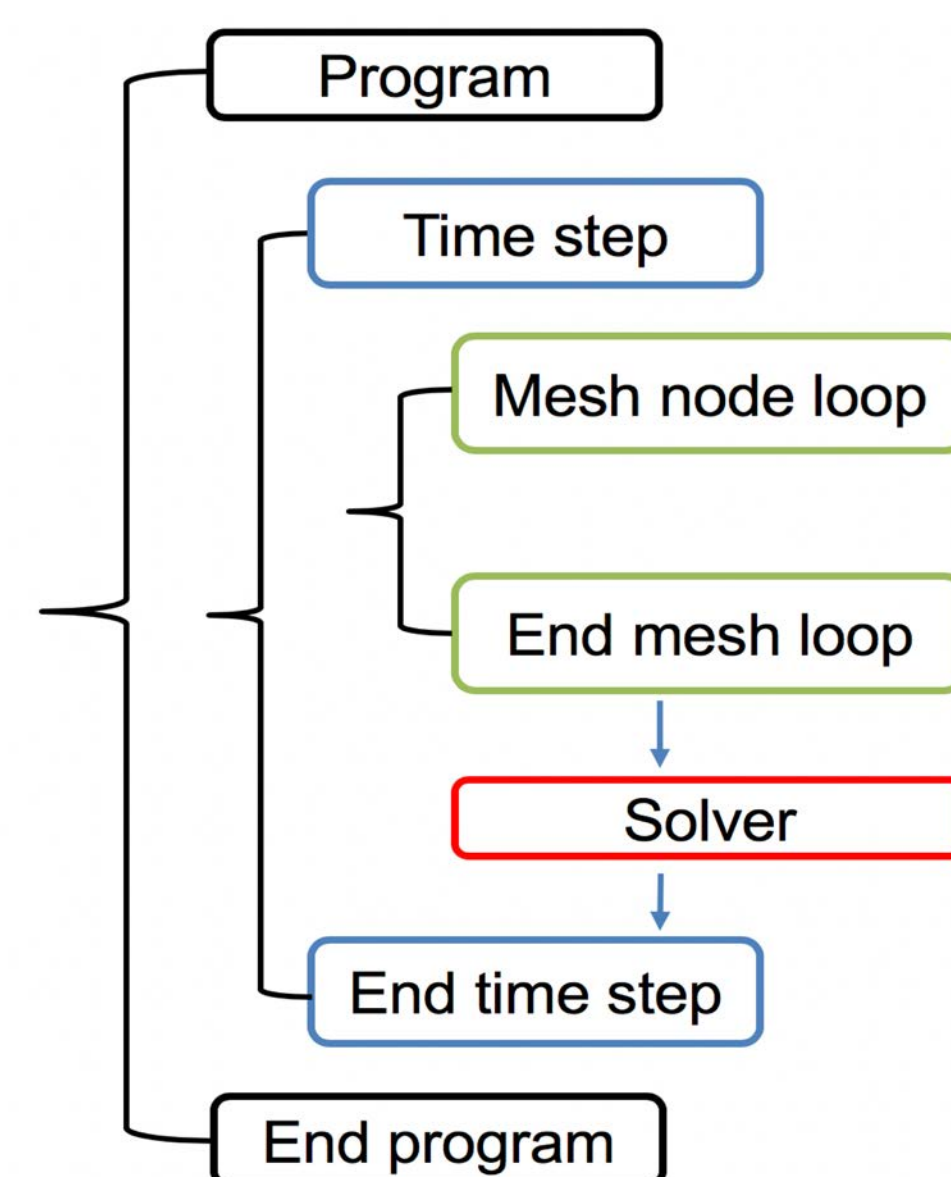 Program
Time step
Mesh node loop
End mesh loop
Solver
End time step
End program